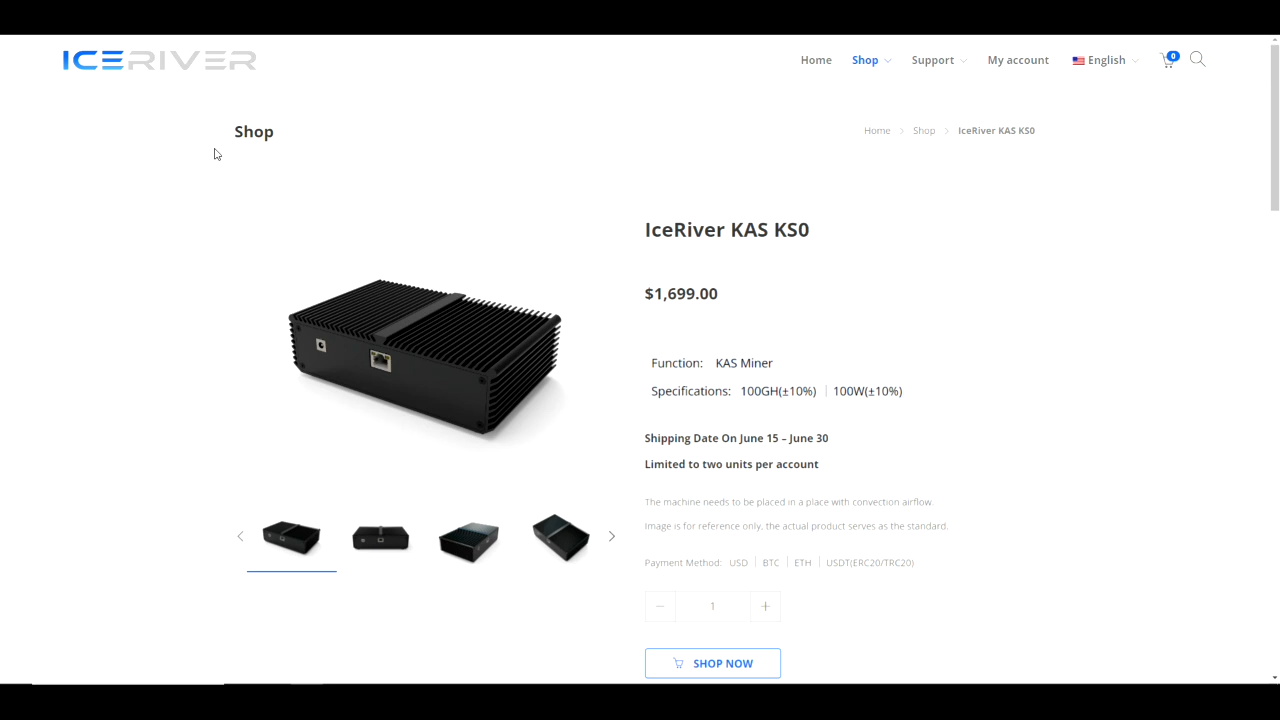 ICERIVER
Home Shop Support My account English 0
Shop
Home Shop IceRiver KAS KS0
IceRiver KAS KS0
$1,699.00
Function: KAS Miner
Specifications: 100GH(±10%) 100W(±10%)
Shipping Date On June 15 – June 30
Limited to two units per account
The machine needs to be placed in a place with convection airflow.
Image is for reference only, the actual product serves as the standard.
Payment Method: USD BTC ETH USDT(ERC20/TRC20)
1
SHOP NOW